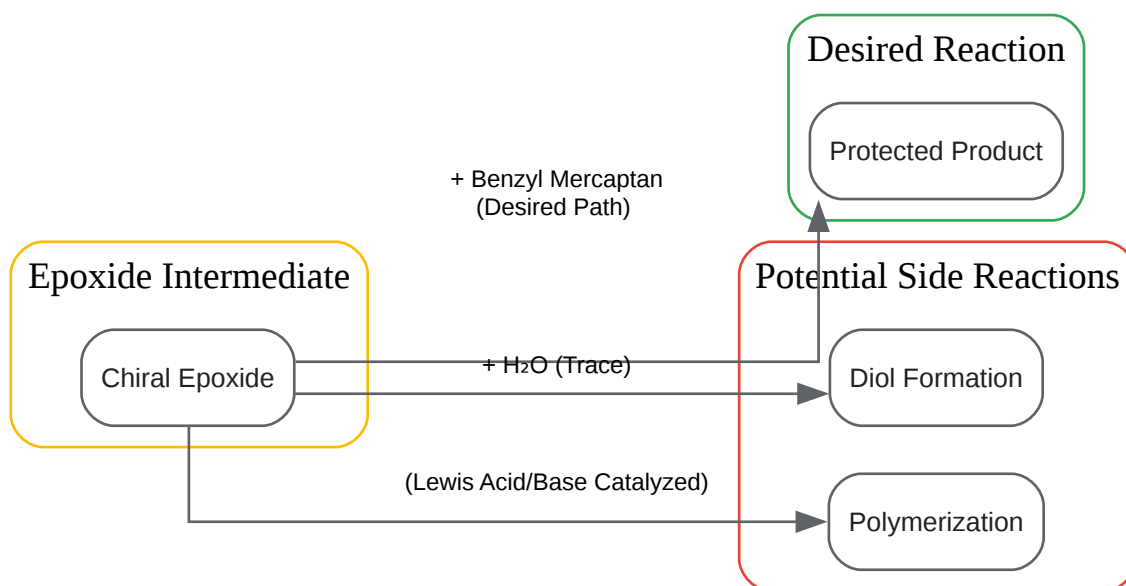 Desired Reaction
Protected Product
+ Benzyl Mercaptan
(Desired Path)
Epoxide Intermediate
Potential Side Reactions
Chiral Epoxide
+ H₂O (Trace)
Diol Formation
(Lewis Acid/Base Catalyzed)
Polymerization